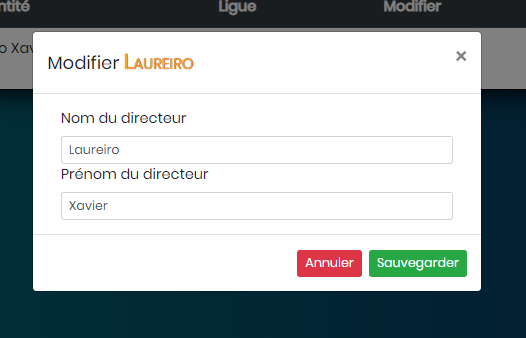 ntité Ligue Modifier
o Xav
Modifier LAUREIRO ×
Nom du directeur
Laureiro
Prénom du directeur
Xavier
Annuler Sauvegarder